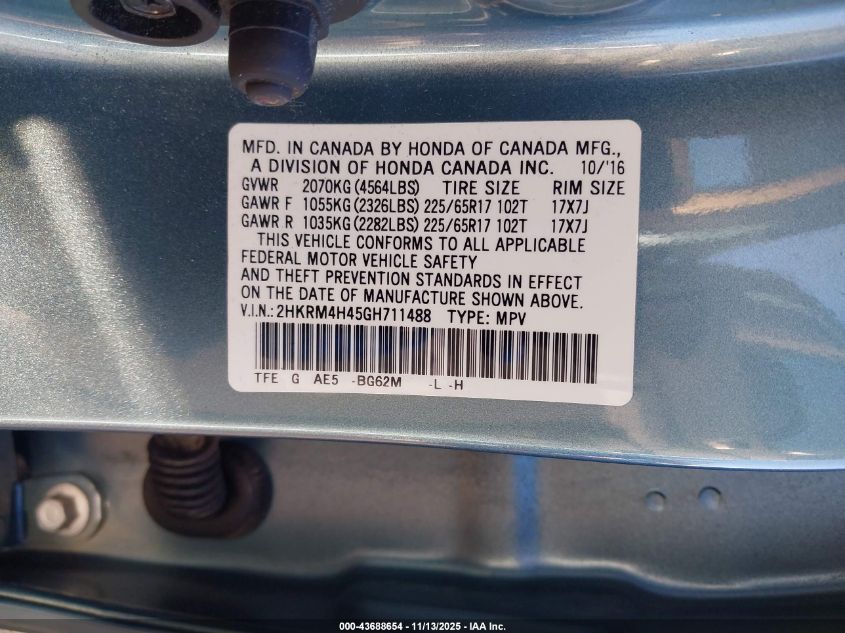 MFD. IN CANADA BY HONDA OF CANADA MFG.,
A DIVISION OF HONDA CANADA INC. 10/'16
GVWR 2070KG (4564LBS) TIRE SIZE RIM SIZE
GAWR F 1055KG (2326LBS) 225/65R17 102T 17X7J
GAWR R 1035KG (2282LBS) 225/65R17 102T 17X7J
THIS VEHICLE CONFORMS TO ALL APPLICABLE
FEDERAL MOTOR VEHICLE SAFETY
AND THEFT PREVENTION STANDARDS IN EFFECT
ON THE DATE OF MANUFACTURE SHOWN ABOVE.
V.I.N.: 2HKRM4H45GH711488 TYPE: MPV
TFE G AE5 -BG62M -L -H
000-43688654 | 11/13/2025 - IAA Inc.